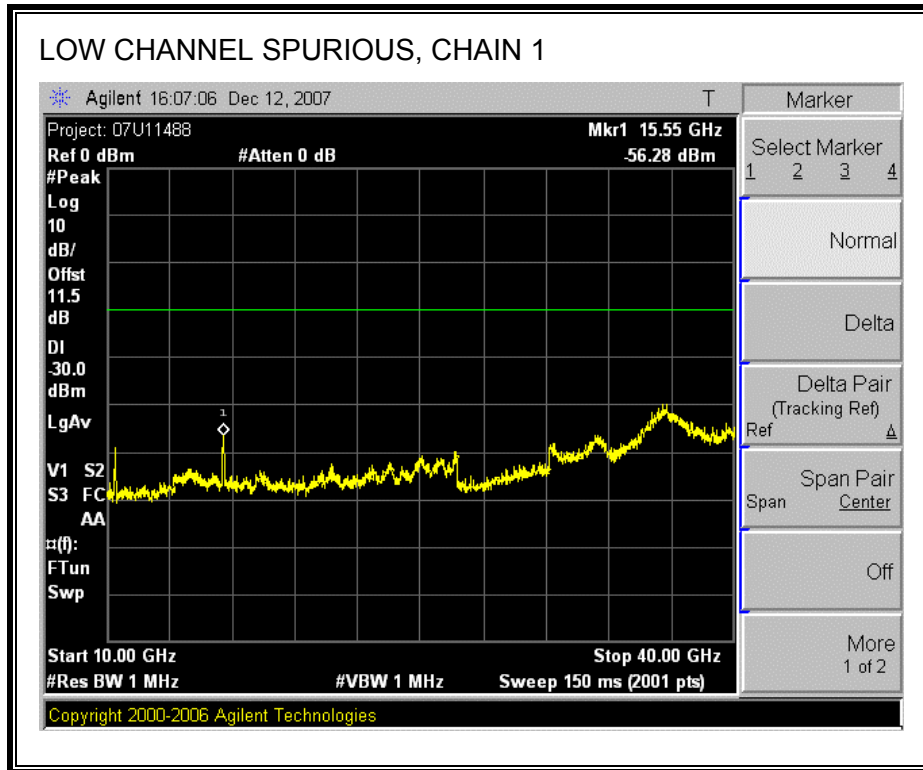 LOW CHANNEL SPURIOUS, CHAIN 1
Agilent 16:07:06 Dec 12, 2007 T
Project: 07U11488 Mkr1 15.55 GHz
Ref 0 dBm #Atten 0 dB -56.28 dBm
#Peak
Log
10
dB/
Offst
11.5
dB
DI
-30.0
dBm
LgAv
1
V1 S2
S3 FC
AA
¤(f):
FTun
Swp
Start 10.00 GHz Stop 40.00 GHz
#Res BW 1 MHz #VBW 1 MHz Sweep 150 ms (2001 pts)
Copyright 2000-2006 Agilent Technologies
Marker
Select Marker
1 2 3 4
Normal
Delta
Delta Pair
(Tracking Ref)
Ref Δ
Span Pair
Span Center
Off
More
1 of 2